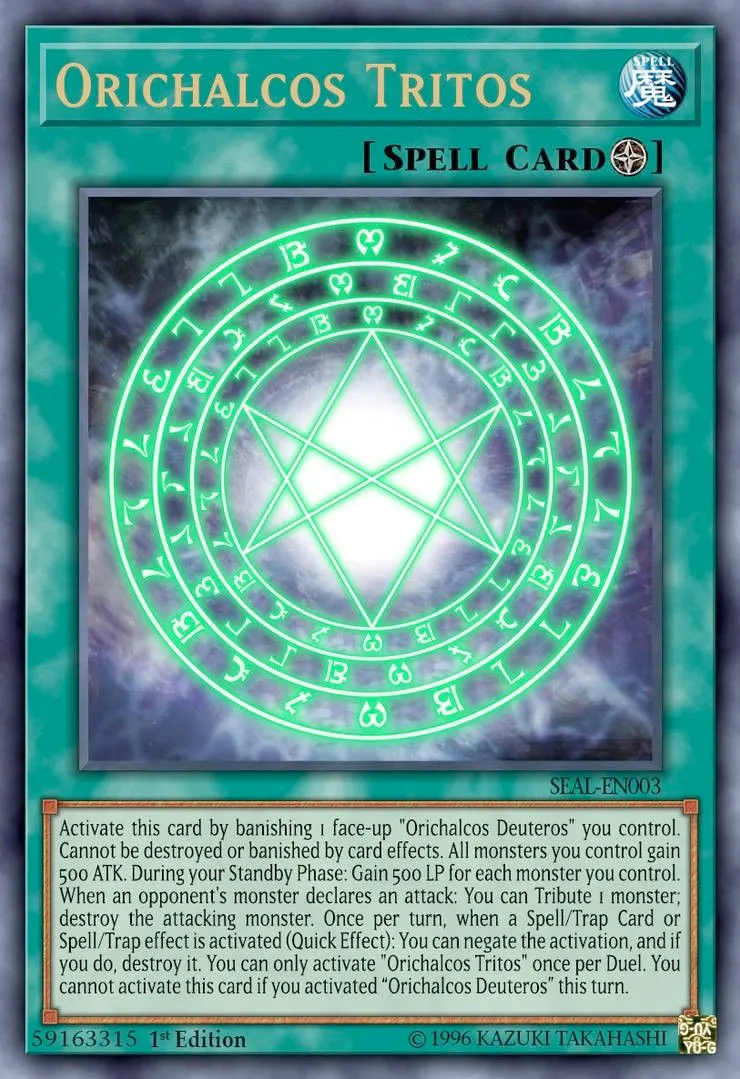 Orichalcos Tritos
SPELL
魔
[Spell Card]
SEAL-EN003
Activate this card by banishing 1 face-up "Orichalcos Deuteros" you control.
Cannot be destroyed or banished by card effects. All monsters you control gain
500 ATK. During your Standby Phase: Gain 500 LP for each monster you control.
When an opponent's monster declares an attack: You can Tribute 1 monster;
destroy the attacking monster. Once per turn, when a Spell/Trap Card or
Spell/Trap effect is activated (Quick Effect): You can negate the activation, and if
you do, destroy it. You can only activate "Orichalcos Tritos" once per Duel. You
cannot activate this card if you activated “Orichalcos Deuteros” this turn.
59163315 1st Edition
© 1996 KAZUKI TAKAHASHI